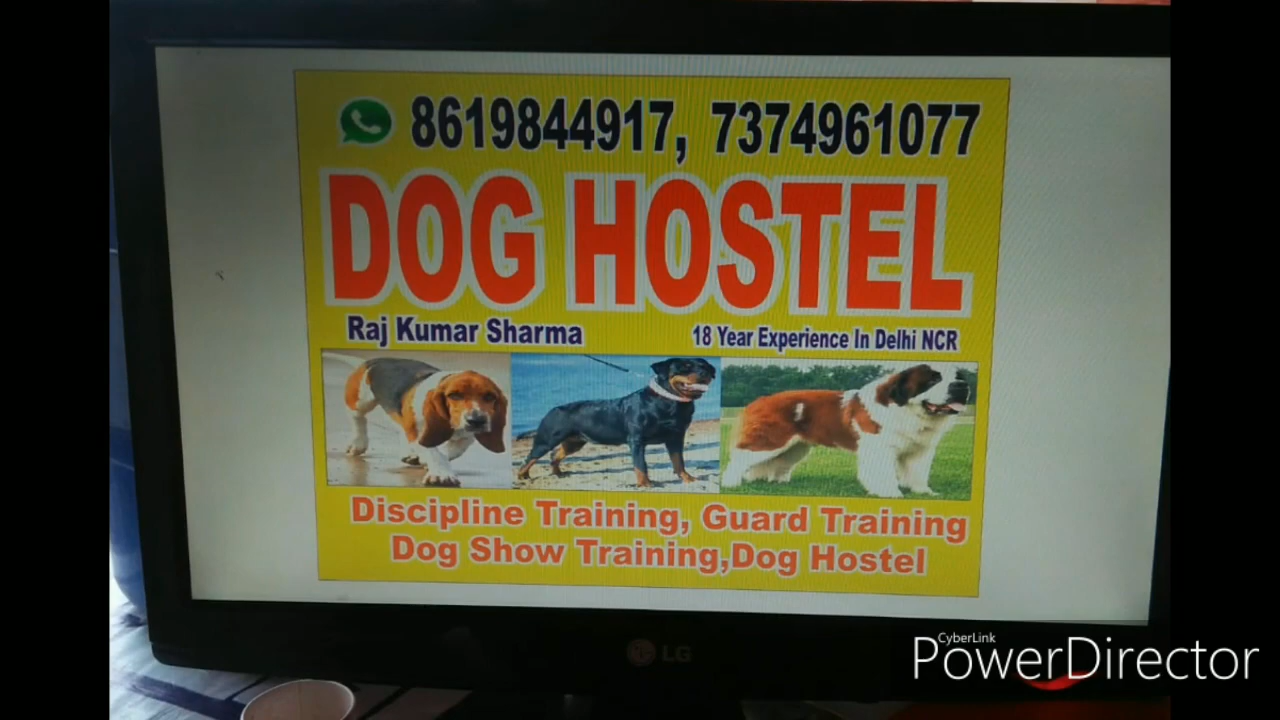 8619844917, 7374961077
DOG HOSTEL
Raj Kumar Sharma
18 Year Experience In Delhi NCR
Discipline Training, Guard Training
Dog Show Training,Dog Hostel
LG
CyberLink
PowerDirector